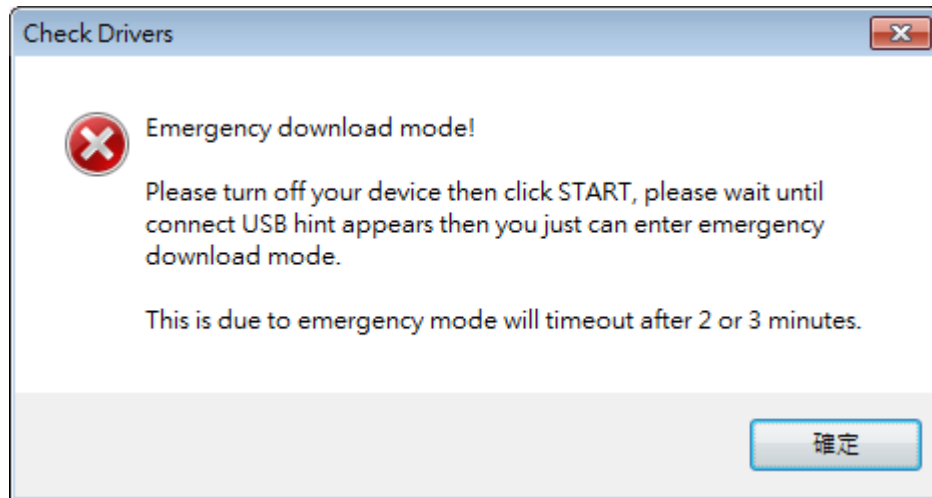 Check Drivers
Emergency download mode!
Please turn off your device then click START, please wait until
connect USB hint appears then you just can enter emergency
download mode.
This is due to emergency mode will timeout after 2 or 3 minutes.
確定